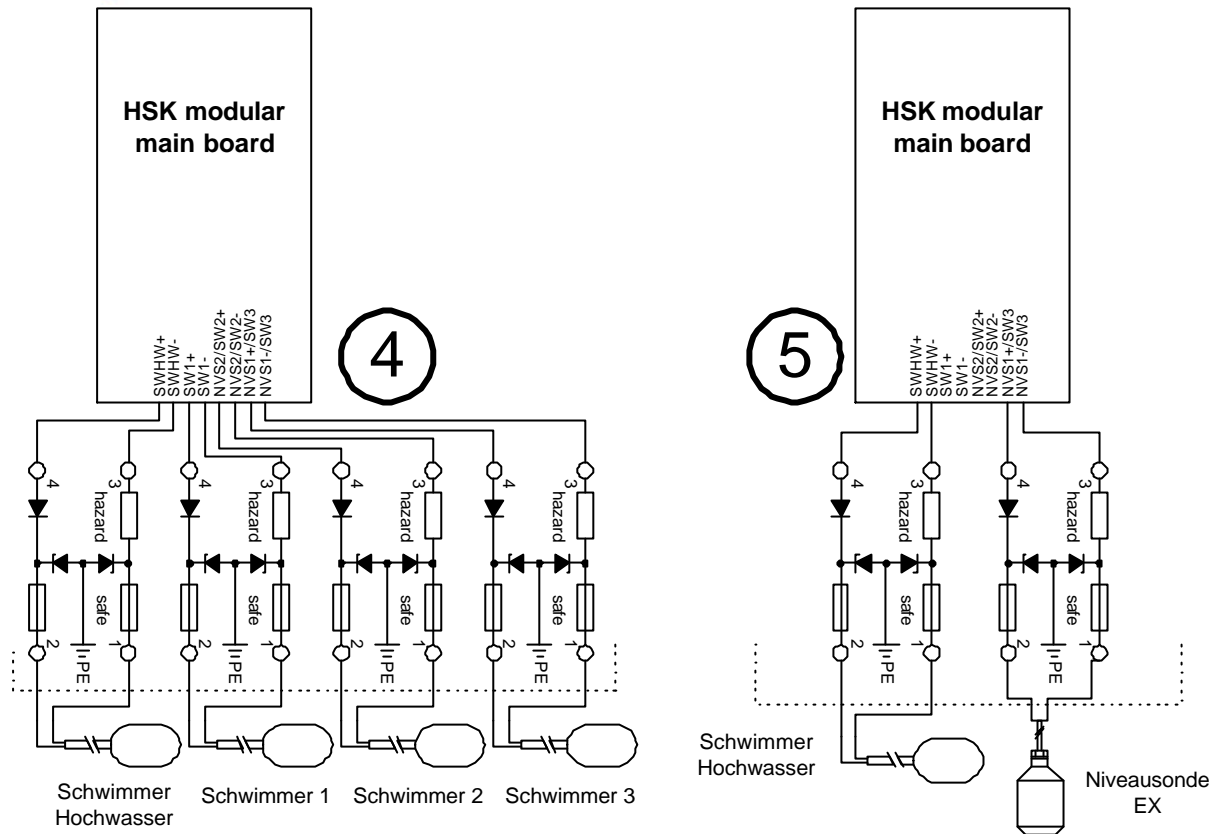 HSK modular
main board
SWHW+
SWHW-
SW1+
SW1-
NVS2/SW2+
NVS2/SW2-
NVS1+/SW3
NVS1-/SW3
4
4
3
hazard
safe
2
1
PE
4
3
hazard
safe
2
1
PE
4
3
hazard
safe
2
1
PE
4
3
hazard
safe
2
1
PE
Schwimmer
Hochwasser
Schwimmer 1
Schwimmer 2
Schwimmer 3
HSK modular
main board
SWHW+
SWHW-
SW1+
SW1-
NVS2/SW2+
NVS2/SW2-
NVS1+/SW3
NVS1-/SW3
5
4
3
hazard
safe
2
1
PE
4
3
hazard
safe
2
1
PE
Schwimmer
Hochwasser
Niveausonde
EX